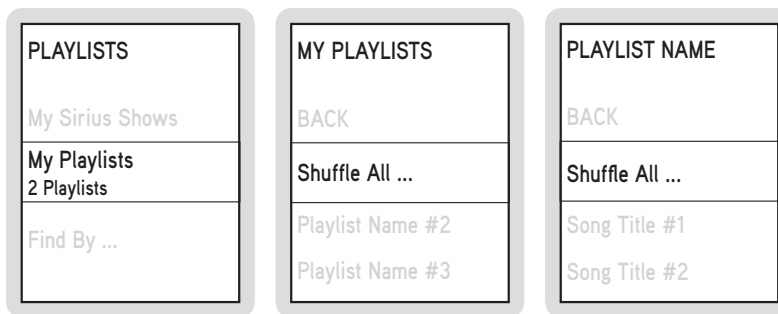 PLAYLISTS
My Sirius Shows
My Playlists
2 Playlists
Find By ...
MY PLAYLISTS
BACK
Shuffle All ...
Playlist Name #2
Playlist Name #3
PLAYLIST NAME
BACK
Shuffle All ...
Song Title #1
Song Title #2